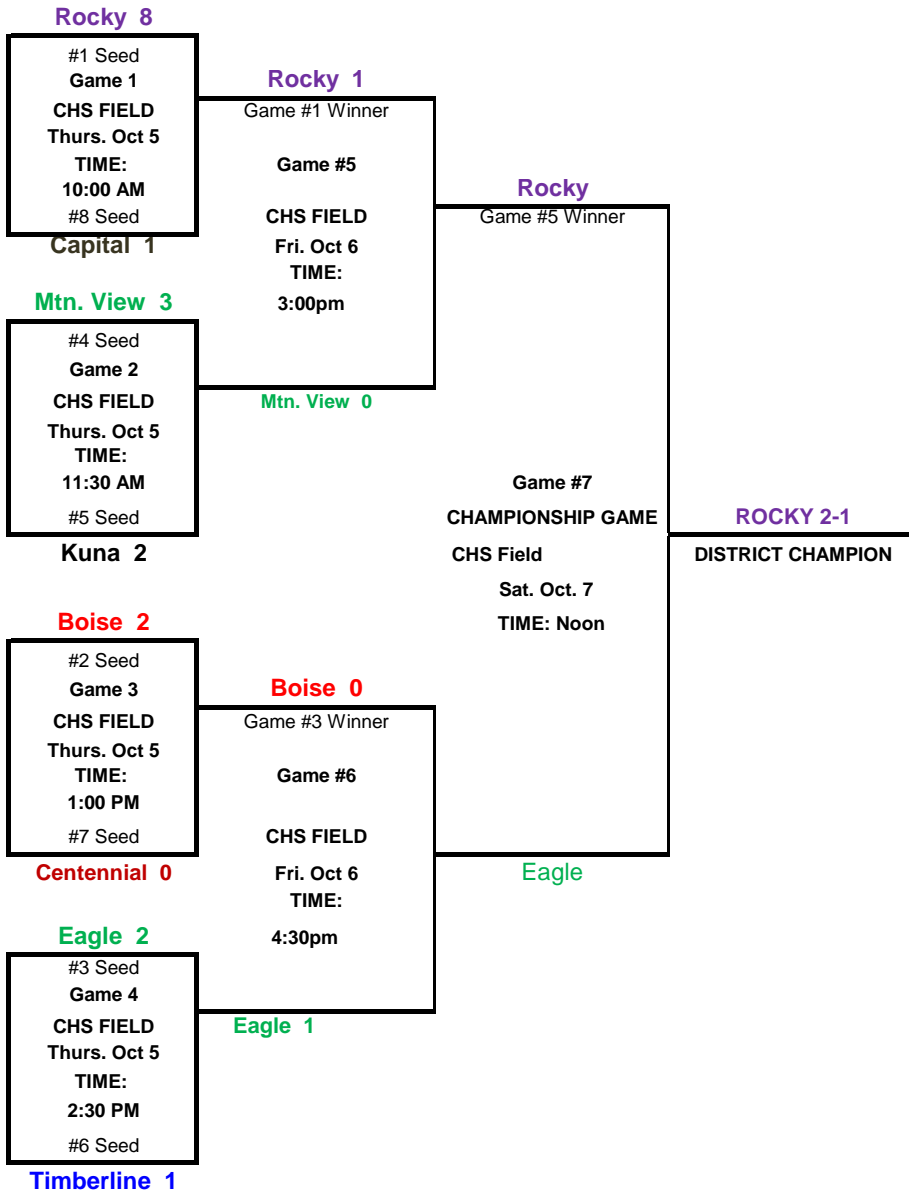 Rocky 8
#1 Seed
Game 1
CHS FIELD
Thurs. Oct 5
TIME:
10:00 AM
#8 Seed
Capital 1
Mtn. View 3
#4 Seed
Game 2
CHS FIELD
Thurs. Oct 5
TIME:
11:30 AM
#5 Seed
Kuna 2
Boise 2
#2 Seed
Game 3
CHS FIELD
Thurs. Oct 5
TIME:
1:00 PM
#7 Seed
Centennial 0
Eagle 2
#3 Seed
Game 4
CHS FIELD
Thurs. Oct 5
TIME:
2:30 PM
#6 Seed
Timberline 1
Rocky 1
Game #1 Winner
Game #5
CHS FIELD
Fri. Oct 6
TIME:
3:00pm
Mtn. View 0
Boise 0
Game #3 Winner
Game #6
CHS FIELD
Fri. Oct 6
TIME:
4:30pm
Eagle 1
Rocky
Game #5 Winner
Game #7
CHAMPIONSHIP GAME
CHS Field
Sat. Oct. 7
TIME: Noon
Eagle
ROCKY 2-1
DISTRICT CHAMPION